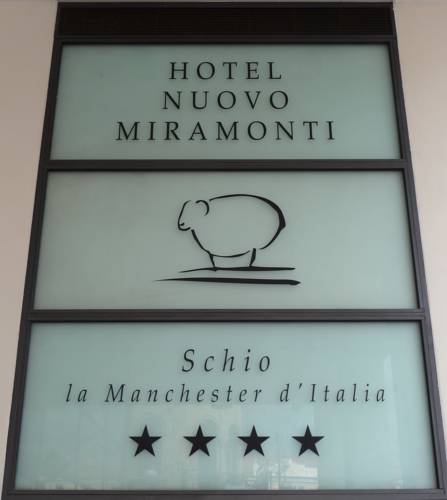 HOTEL
NUOVO
MIRAMONTI
Schio
la Manchester d'Italia